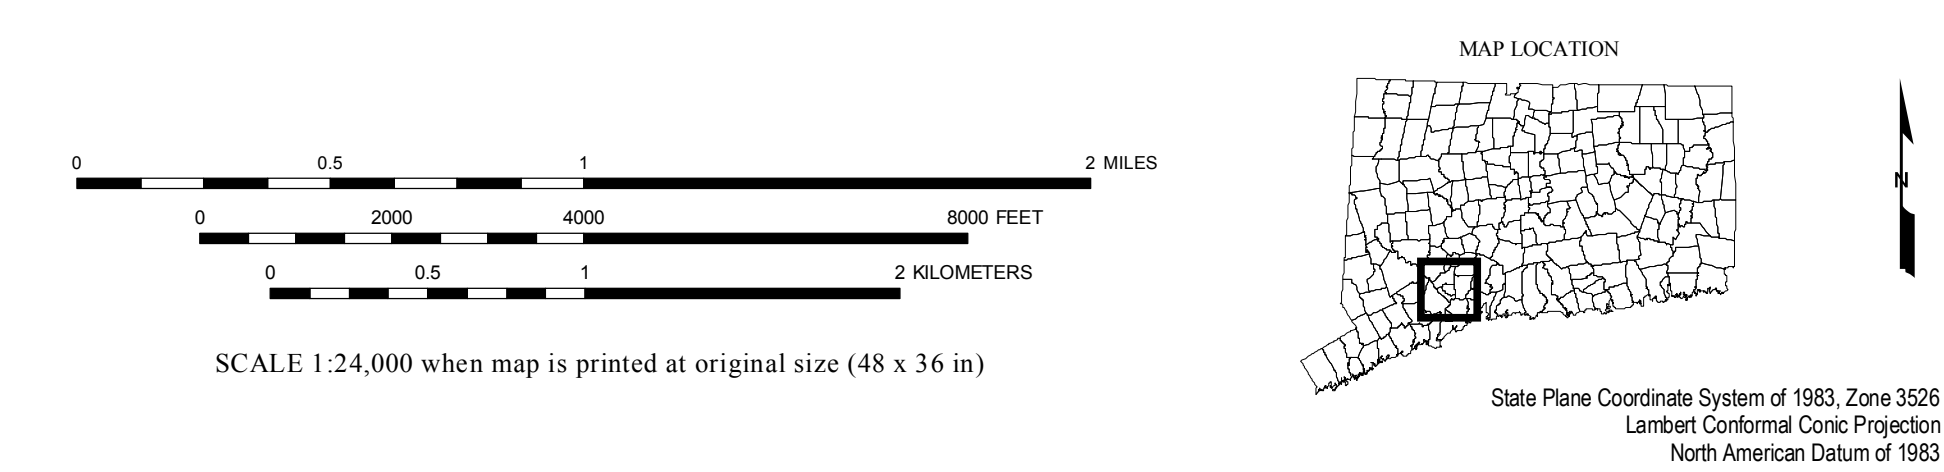 MAP LOCATION
0 0.5 1 2 MILES
0 2000 4000 8000 FEET
0 0.5 1 2 KILOMETERS
SCALE 1:24,000 when map is printed at original size (48 x 36 in)
N
State Plane Coordinate System of 1983, Zone 3526
Lambert Conformal Conic Projection
North American Datum of 1983